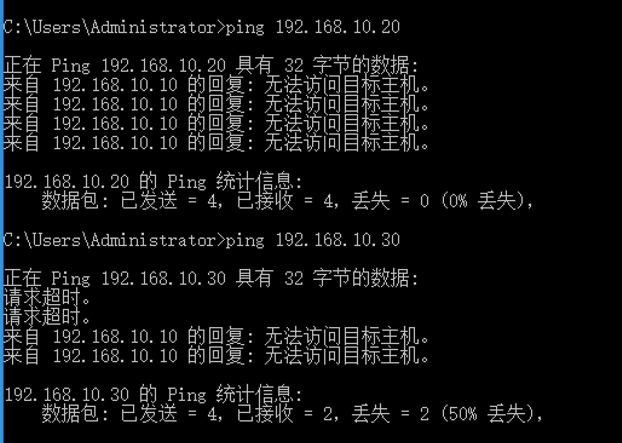 C:\Users\Administrator>ping 192.168.10.20
正在 Ping 192.168.10.20 具有 32 字节的数据:
来自 192.168.10.10 的回复: 无法访问目标主机。
来自 192.168.10.10 的回复: 无法访问目标主机。
来自 192.168.10.10 的回复: 无法访问目标主机。
来自 192.168.10.10 的回复: 无法访问目标主机。
192.168.10.20 的 Ping 统计信息:
数据包: 已发送 = 4, 已接收 = 4, 丢失 = 0 (0% 丢失),
C:\Users\Administrator>ping 192.168.10.30
正在 Ping 192.168.10.30 具有 32 字节的数据:
请求超时。
请求超时。
来自 192.168.10.10 的回复: 无法访问目标主机。
来自 192.168.10.10 的回复: 无法访问目标主机。
192.168.10.30 的 Ping 统计信息:
数据包: 已发送 = 4, 已接收 = 2, 丢失 = 2 (50% 丢失),